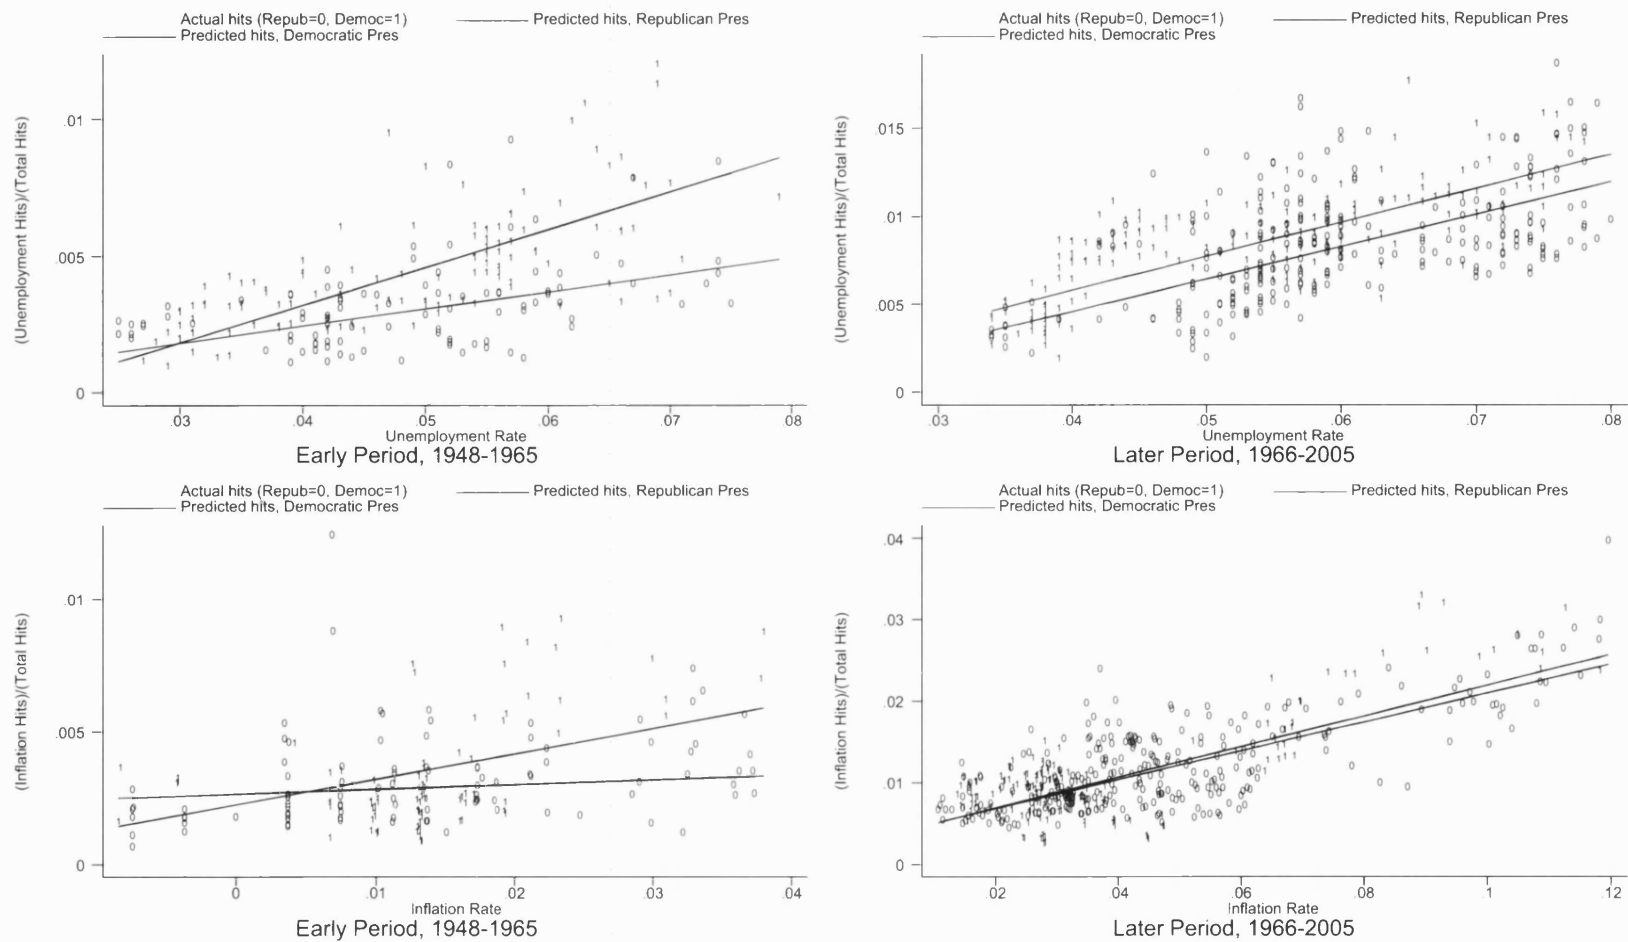 Actual hits (Repub=0, Democ=1) Predicted hits, Republican Pres
Predicted hits, Democratic Pres
(Unemployment Hits)/(Total Hits)
.01
.005
0
.03 .04 .05 .06 .07 .08
Unemployment Rate
Early Period, 1948-1965
Actual hits (Repub=0, Democ=1) Predicted hits, Republican Pres
Predicted hits, Democratic Pres
(Unemployment Hits)/(Total Hits)
.015
.01
.005
0
.03 .04 .05 .06 .07 .08
Unemployment Rate
Later Period, 1966-2005
Actual hits (Repub=0, Democ=1) Predicted hits, Republican Pres
Predicted hits, Democratic Pres
(Inflation Hits)/(Total Hits)
.01
.005
0
0 .01 .02 .03 .04
Inflation Rate
Early Period, 1948-1965
Actual hits (Repub=0, Democ=1) Predicted hits, Republican Pres
Predicted hits, Democratic Pres
(Inflation Hits)/(Total Hits)
.04
.03
.02
.01
0
.02 .04 .06 .08 .1 .12
Inflation Rate
Later Period, 1966-2005